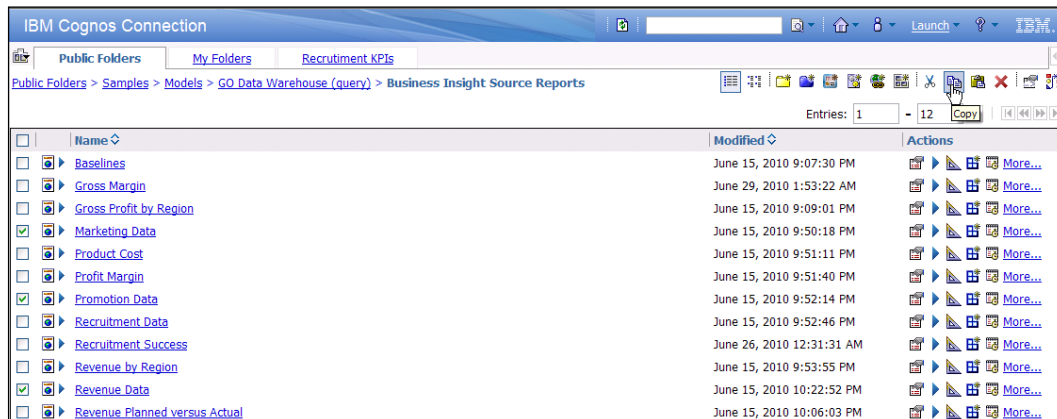 IBM Cognos Connection
Launch
IBM.
Public Folders My Folders Recrutiment KPIs
Public Folders > Samples > Models > GO Data Warehouse (query) > Business Insight Source Reports
Entries: 1 - 12 Copy
Name Modified Actions
Baselines June 15, 2010 9:07:30 PM More...
Gross Margin June 29, 2010 1:53:22 AM More...
Gross Profit by Region June 15, 2010 9:09:01 PM More...
Marketing Data June 15, 2010 9:50:18 PM More...
Product Cost June 15, 2010 9:51:11 PM More...
Profit Margin June 15, 2010 9:51:40 PM More...
Promotion Data June 15, 2010 9:52:14 PM More...
Recruitment Data June 15, 2010 9:52:46 PM More...
Recruitment Success June 26, 2010 12:31:31 AM More...
Revenue by Region June 15, 2010 9:53:55 PM More...
Revenue Data June 15, 2010 10:22:52 PM More...
Revenue Planned versus Actual June 15, 2010 10:06:03 PM More...